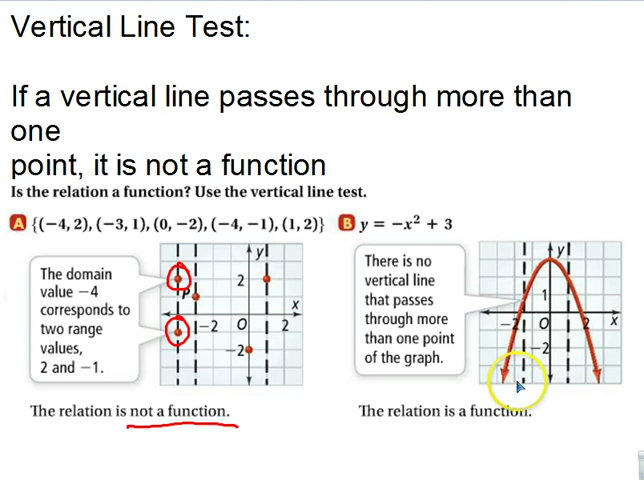 Vertical Line Test:
If a vertical line passes through more than
one
point, it is not a function
Is the relation a function? Use the vertical line test.
A {(−4, 2), (−3, 1), (0, −2), (−4, −1), (1, 2)}
B y = −x² + 3
The domain
value −4
corresponds to
two range
values,
2 and −1.
y
2
P
x
−2 0 2
−2
The relation is not a function.
There is no
vertical line
that passes
through more
than one point
of the graph.
y
1
−2 0 2 x
−2
The relation is a function.